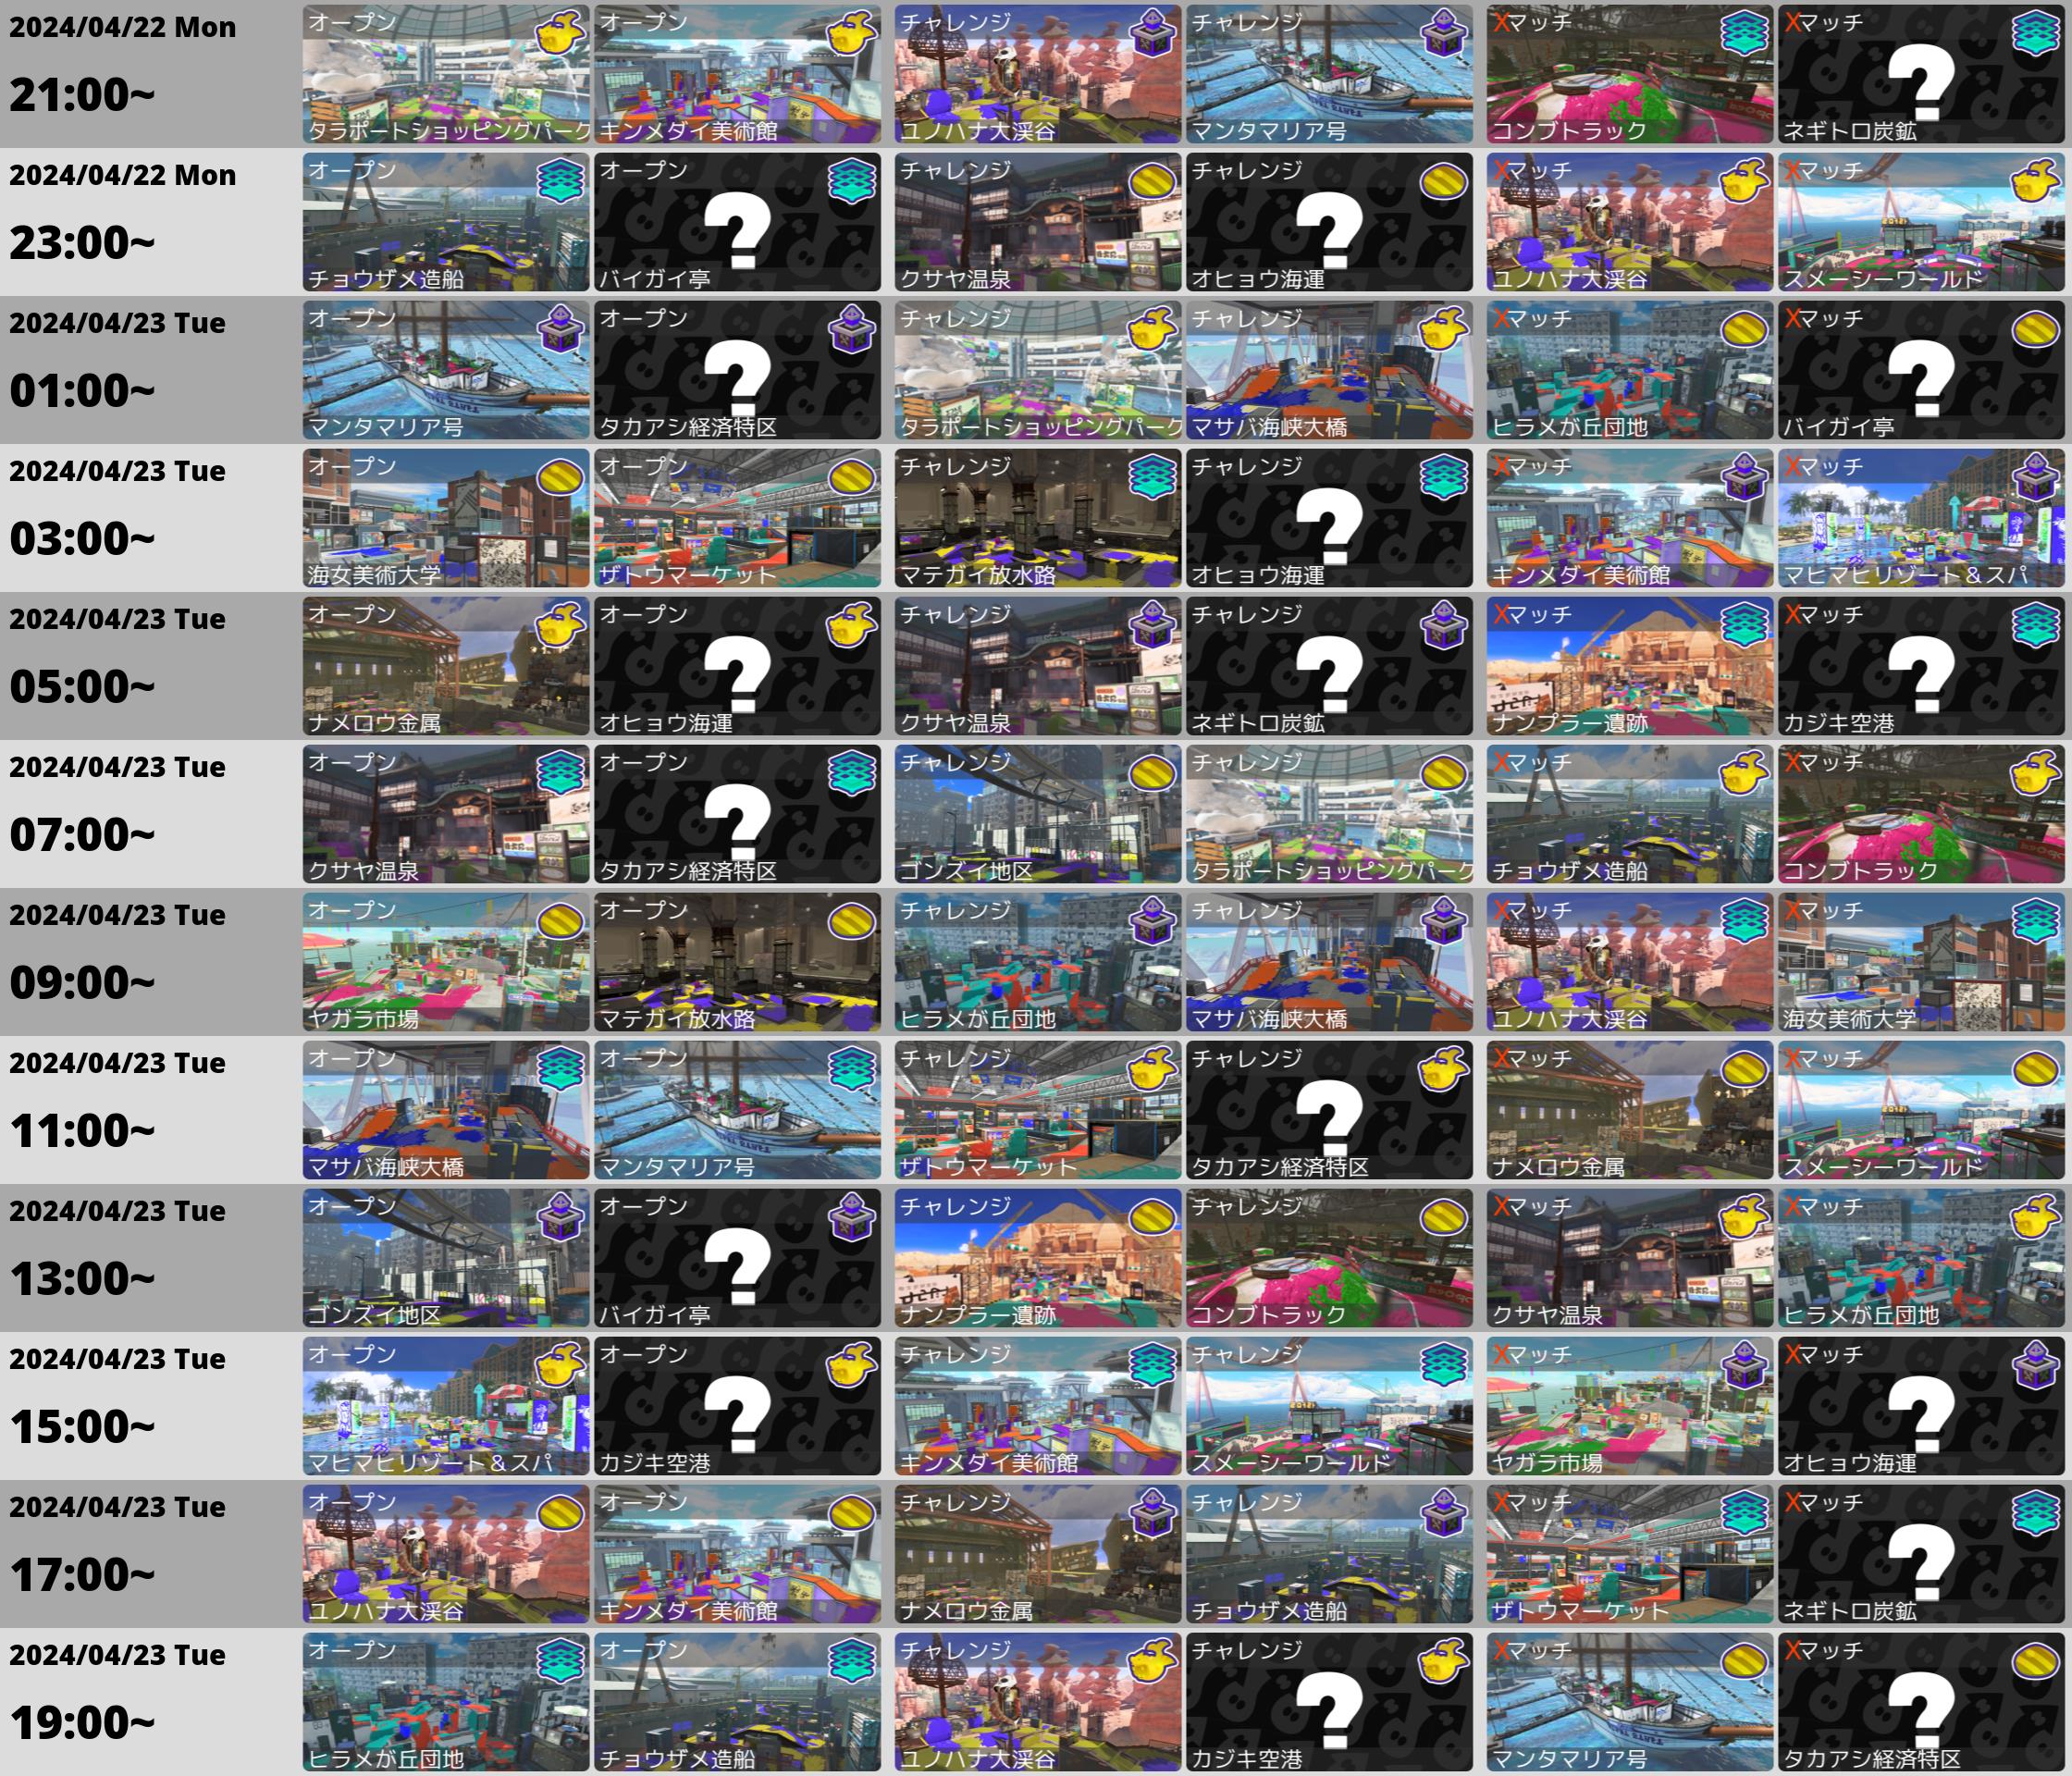 2024/04/22 Mon
21:00~
オープン
タラポートショッピングパーク
オープン
キンメダイ美術館
チャレンジ
ユノハナ大渓谷
チャレンジ
マンタマリア号
Xマッチ
コンブトラック
Xマッチ
?
ネギトロ炭鉱
2024/04/22 Mon
23:00~
オープン
チョウザメ造船
オープン
?
バイガイ亭
チャレンジ
クサヤ温泉
チャレンジ
?
オヒョウ海運
Xマッチ
ユノハナ大渓谷
Xマッチ
スメーシーワールド
2024/04/23 Tue
01:00~
オープン
マンタマリア号
オープン
?
タカアシ経済特区
チャレンジ
タラポートショッピングパーク
チャレンジ
マサバ海峡大橋
Xマッチ
ヒラメが丘団地
Xマッチ
?
バイガイ亭
2024/04/23 Tue
03:00~
オープン
海女美術大学
オープン
ザトウマーケット
チャレンジ
マテガイ放水路
チャレンジ
?
オヒョウ海運
Xマッチ
キンメダイ美術館
Xマッチ
マヒマヒリゾート＆スパ
2024/04/23 Tue
05:00~
オープン
ナメロウ金属
オープン
?
オヒョウ海運
チャレンジ
クサヤ温泉
チャレンジ
?
ネギトロ炭鉱
Xマッチ
ナンプラー遺跡
Xマッチ
?
カジキ空港
2024/04/23 Tue
07:00~
オープン
クサヤ温泉
オープン
?
タカアシ経済特区
チャレンジ
ゴンズイ地区
チャレンジ
タラポートショッピングパーク
Xマッチ
チョウザメ造船
Xマッチ
コンブトラック
2024/04/23 Tue
09:00~
オープン
ヤガラ市場
オープン
マテガイ放水路
チャレンジ
ヒラメが丘団地
チャレンジ
マサバ海峡大橋
Xマッチ
ユノハナ大渓谷
Xマッチ
海女美術大学
2024/04/23 Tue
11:00~
オープン
マサバ海峡大橋
オープン
マンタマリア号
チャレンジ
ザトウマーケット
チャレンジ
?
タカアシ経済特区
Xマッチ
ナメロウ金属
Xマッチ
スメーシーワールド
2024/04/23 Tue
13:00~
オープン
ゴンズイ地区
オープン
?
バイガイ亭
チャレンジ
ナンプラー遺跡
チャレンジ
コンブトラック
Xマッチ
クサヤ温泉
Xマッチ
ヒラメが丘団地
2024/04/23 Tue
15:00~
オープン
マヒマヒリゾート＆スパ
オープン
?
カジキ空港
チャレンジ
キンメダイ美術館
チャレンジ
スメーシーワールド
Xマッチ
ヤガラ市場
Xマッチ
?
オヒョウ海運
2024/04/23 Tue
17:00~
オープン
ユノハナ大渓谷
オープン
キンメダイ美術館
チャレンジ
ナメロウ金属
チャレンジ
チョウザメ造船
Xマッチ
ザトウマーケット
Xマッチ
?
ネギトロ炭鉱
2024/04/23 Tue
19:00~
オープン
ヒラメが丘団地
オープン
チョウザメ造船
チャレンジ
ユノハナ大渓谷
チャレンジ
?
カジキ空港
Xマッチ
マンタマリア号
Xマッチ
?
タカアシ経済特区